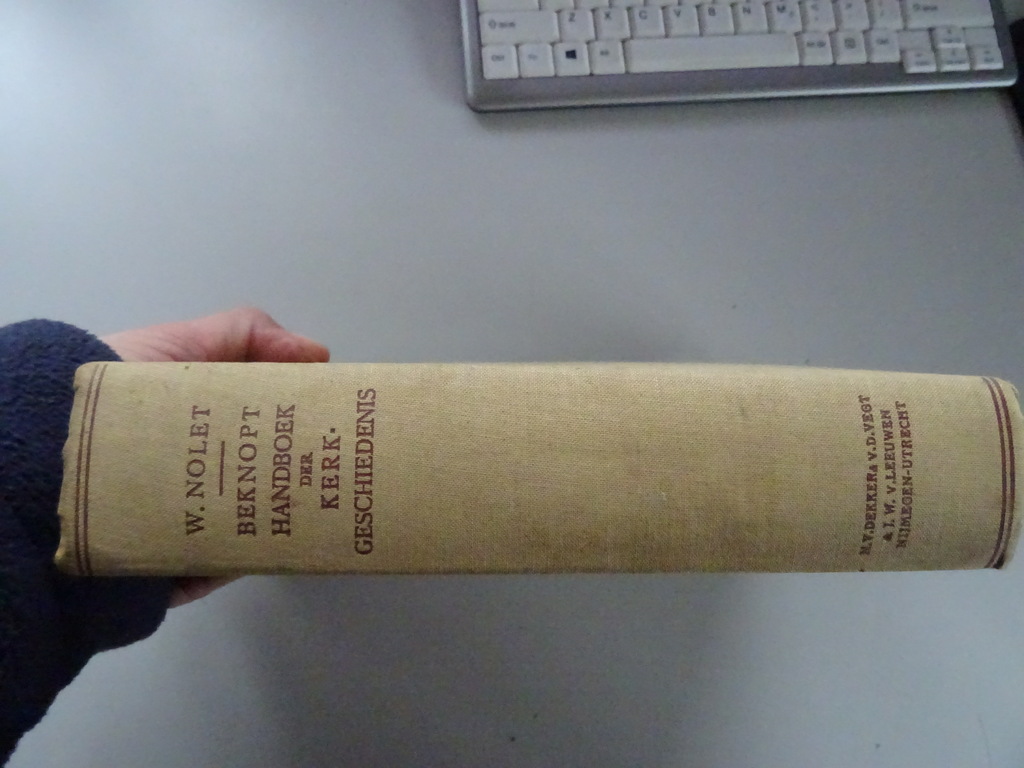 W. NOLET
BEKNOPT
HANDBOEK
DER
KERK-
GESCHIEDENIS
N.V. DEKKER & V. D. VEGT
& J. W. V. LEEUWEN
NIJMEGEN-UTRECHT
Z X C V B N M